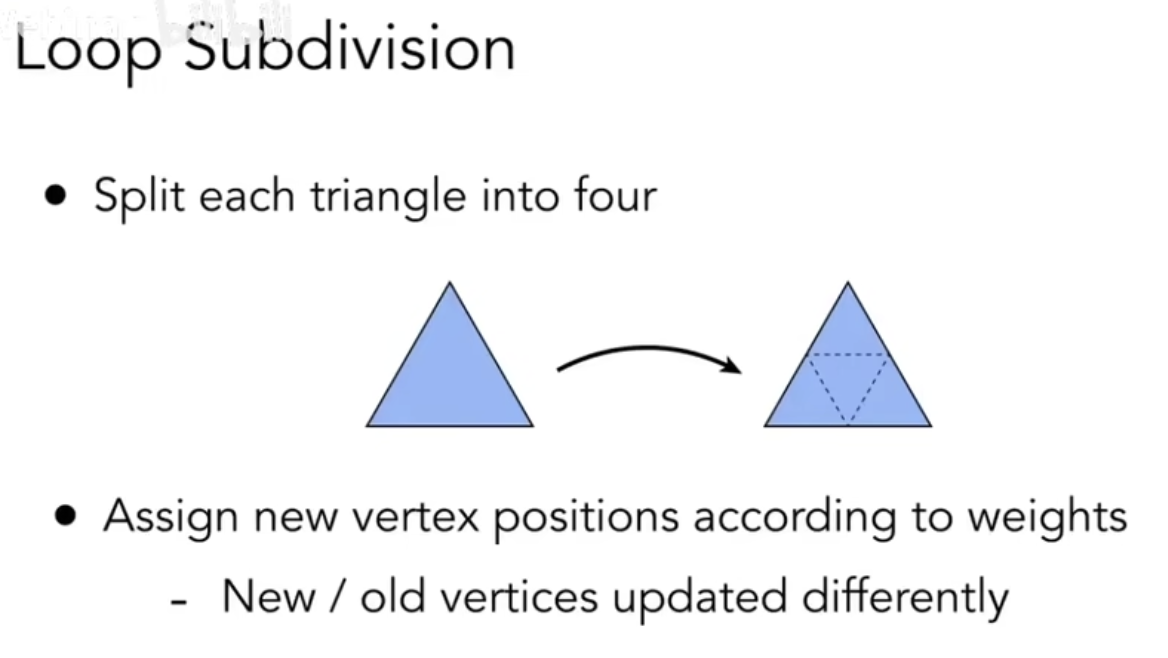 Loop Subdivision
● Split each triangle into four
● Assign new vertex positions according to weights
- New / old vertices updated differently